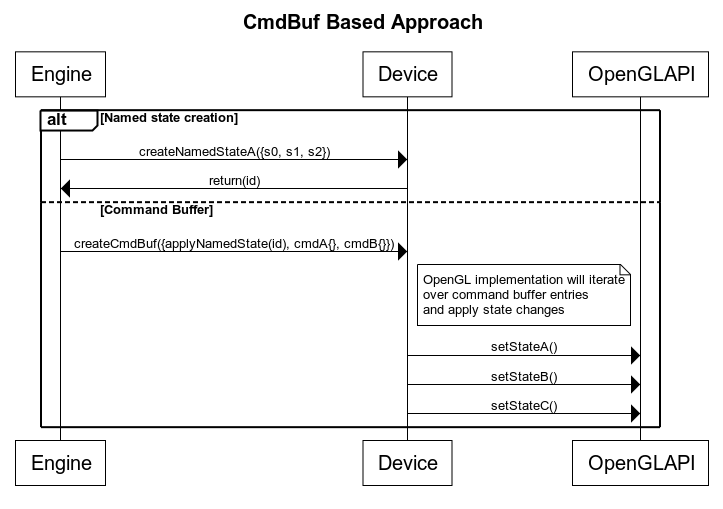 CmdBuf Based Approach
Engine
Device
OpenGLAPI
alt
[Named state creation]
createNamedStateA({s0, s1, s2})
return(id)
[Command Buffer]
createCmdBuf({applyNamedState(id), cmdA{}, cmdB{}})
OpenGL implementation will iterate
over command buffer entries
and apply state changes
setStateA()
setStateB()
setStateC()
Engine
Device
OpenGLAPI